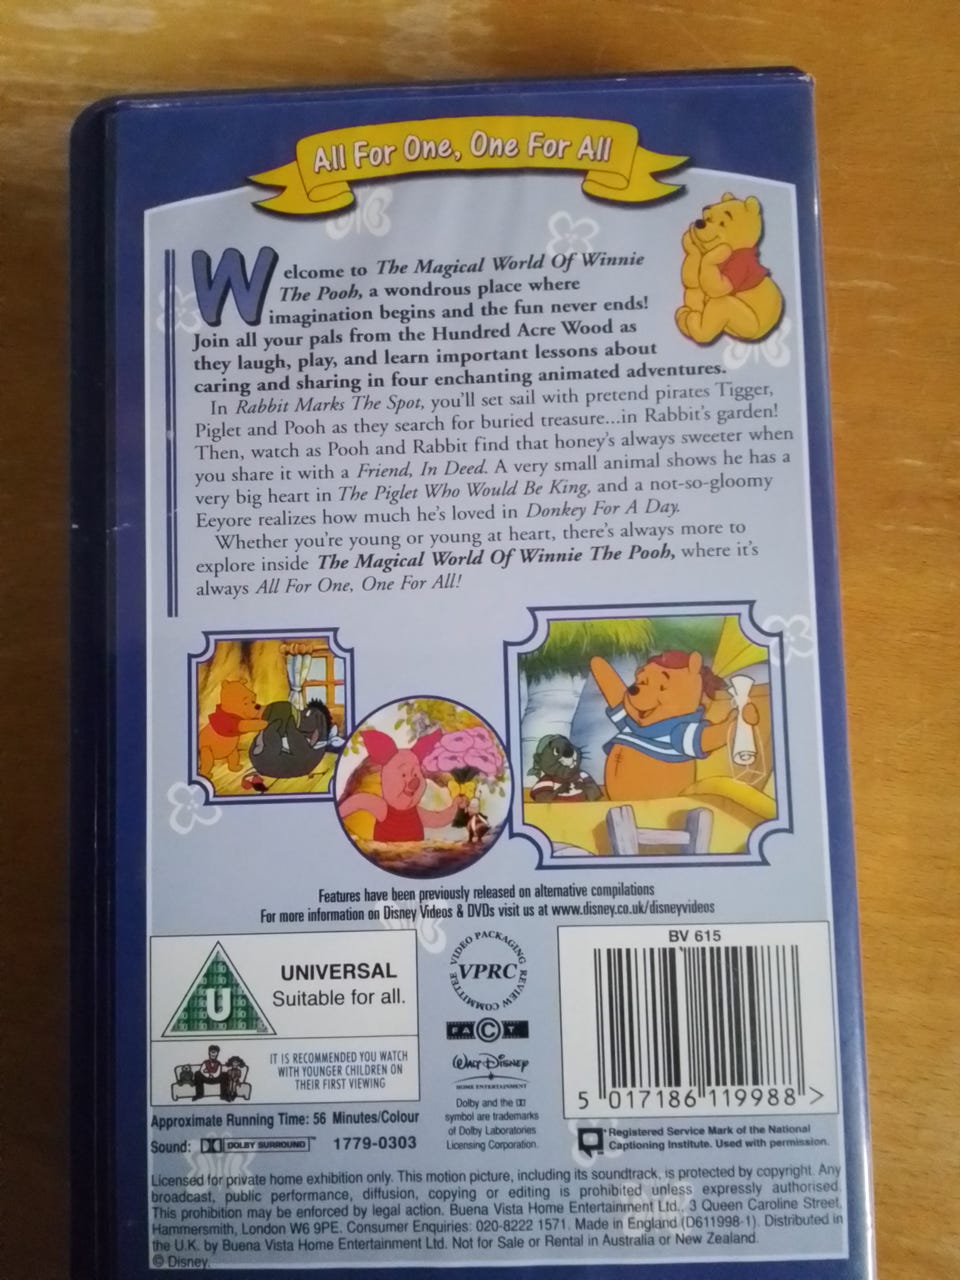 All For One, One For All
Welcome to The Magical World Of Winnie
The Pooh, a wondrous place where
imagination begins and the fun never ends!
Join all your pals from the Hundred Acre Wood as
they laugh, play, and learn important lessons about
caring and sharing in four enchanting animated adventures.
In Rabbit Marks The Spot, you'll set sail with pretend pirates Tigger,
Piglet and Pooh as they search for buried treasure...in Rabbit's garden!
Then, watch as Pooh and Rabbit find that honey's always sweeter when
you share it with a Friend, In Deed. A very small animal shows he has a
very big heart in The Piglet Who Would Be King, and a not-so-gloomy
Eeyore realizes how much he's loved in Donkey For A Day.
Whether you're young or young at heart, there's always more to
explore inside The Magical World Of Winnie The Pooh, where it's
always All For One, One For All!
Features have been previously released on alternative compilations
For more information on Disney Videos & DVDs visit us at www.disney.co.uk/disneyvideos
U
UNIVERSAL
Suitable for all.
IT IS RECOMMENDED YOU WATCH
WITH YOUNGER CHILDREN ON
THEIR FIRST VIEWING
Approximate Running Time: 56 Minutes/Colour
Sound: DOLBY SURROUND 1779-0303
VIDEO PACKAGING REVIEW COMMITTEE
VPRC
FACT
WALT DISNEY
HOME ENTERTAINMENT
Dolby and the
symbol are trademarks
of Dolby Laboratories
Licensing Corporation.
BV 615
5 017186 119988 >
Registered Service Mark of the National
Captioning Institute. Used with permission.
Licensed for private home exhibition only. This motion picture, including its soundtrack, is protected by copyright. Any
broadcast, public performance, diffusion, copying or editing is prohibited unless expressly authorised.
This prohibition may be enforced by legal action. Buena Vista Home Entertainment Ltd., 3 Queen Caroline Street,
Hammersmith, London W6 9PE. Consumer Enquiries: 020-8222 1571. Made in England (D611998-1). Distributed in
the U.K. by Buena Vista Home Entertainment Ltd. Not for Sale or Rental in Australia or New Zealand.
© Disney.